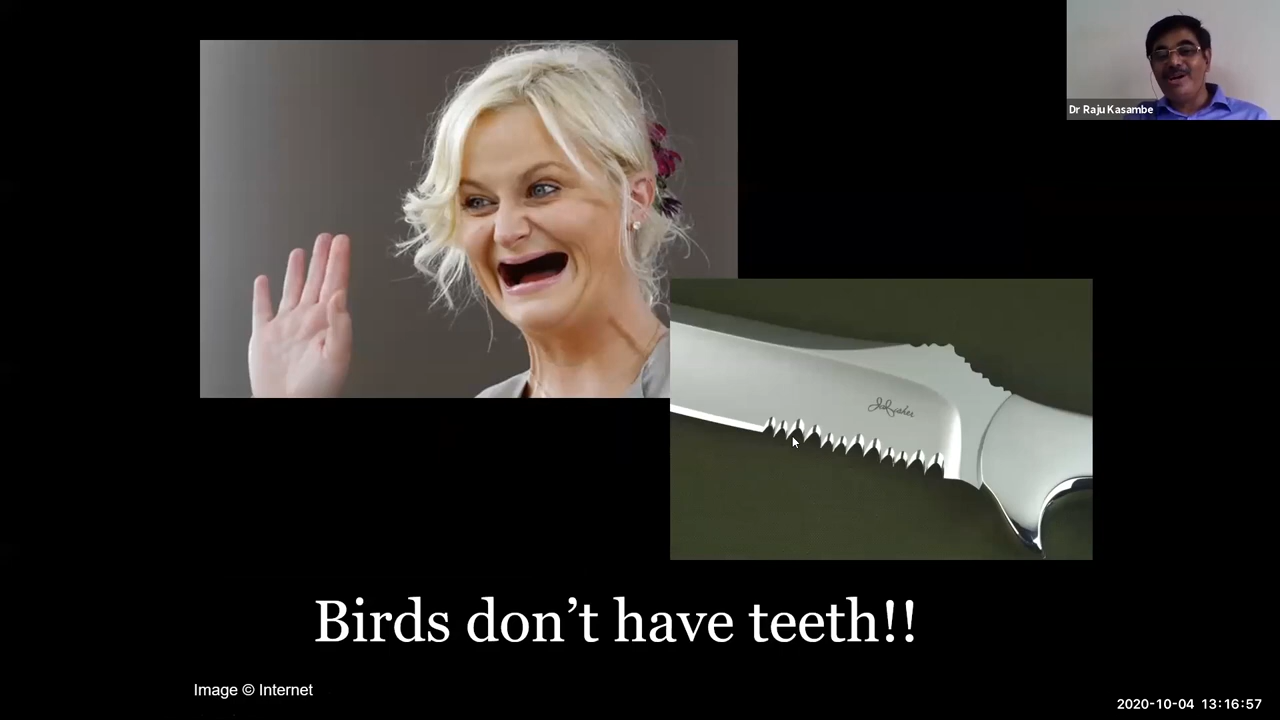 Dr Raju Kasambe
Birds don’t have teeth!!
Image © Internet
2020-10-04 13:16:57